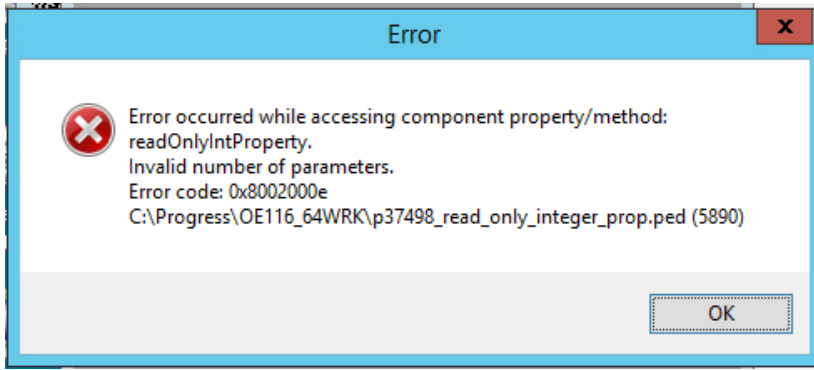 Error
x
Error occurred while accessing component property/method:
readOnlyIntProperty.
Invalid number of parameters.
Error code: 0x8002000e
C:\Progress\OE116_64WRK\p37498_read_only_integer_prop.ped (5890)
OK